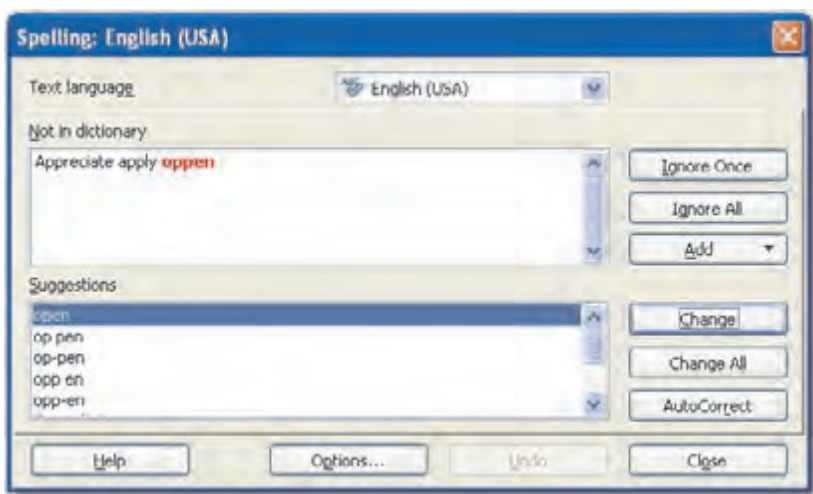 Spelling: English (USA)
Text language
English (USA)
Not in dictionary
Appreciate apply oppen
Ignore Once
Ignore All
Add
Suggestions
open
op pen
op-pen
opp en
opp-en
Change
Change All
AutoCorrect
Help
Options...
Undo
Close